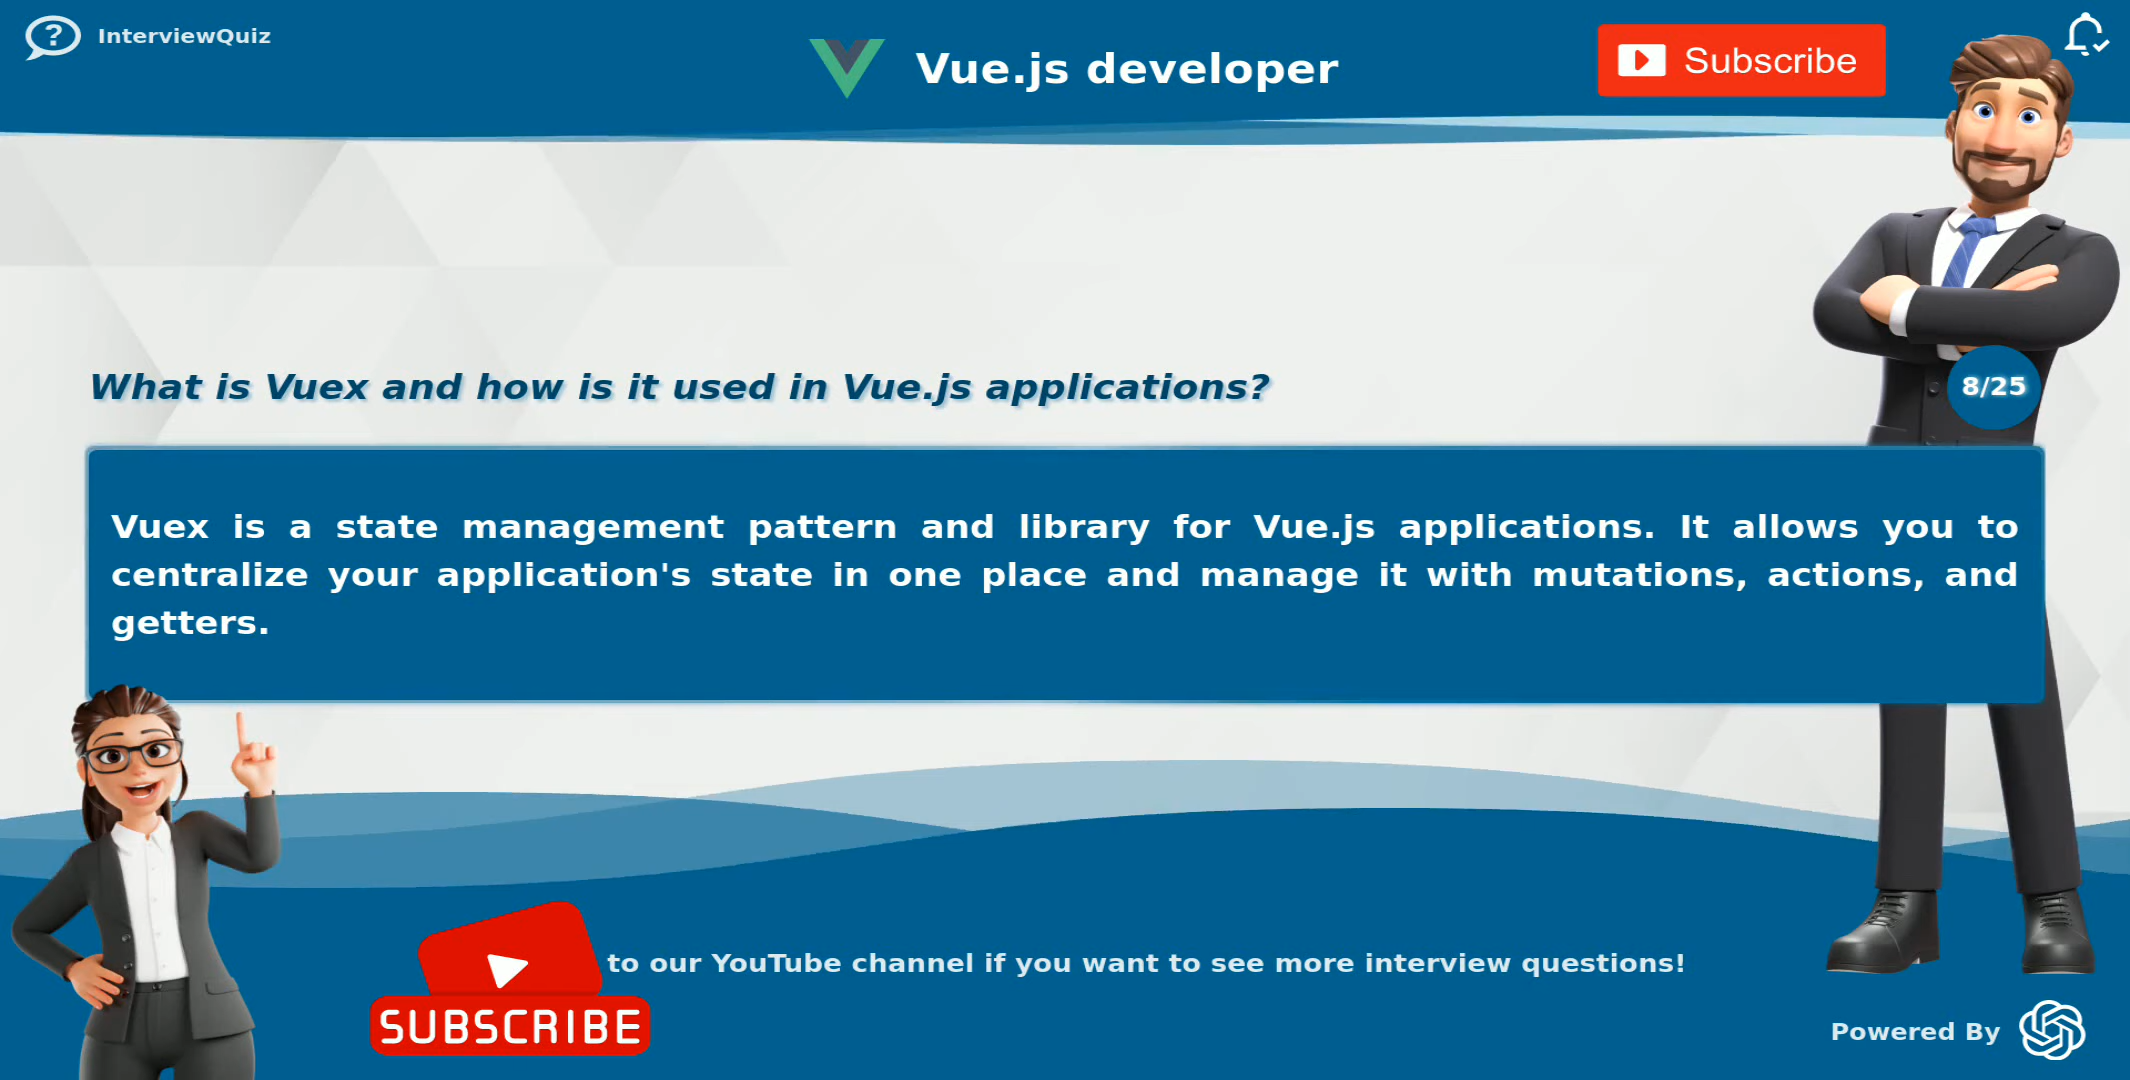 InterviewQuiz
Vue.js developer
Subscribe
What is Vuex and how is it used in Vue.js applications?
8/25
Vuex is a state management pattern and library for Vue.js applications. It allows you to
centralize your application's state in one place and manage it with mutations, actions, and
getters.
to our YouTube channel if you want to see more interview questions!
SUBSCRIBE
Powered By